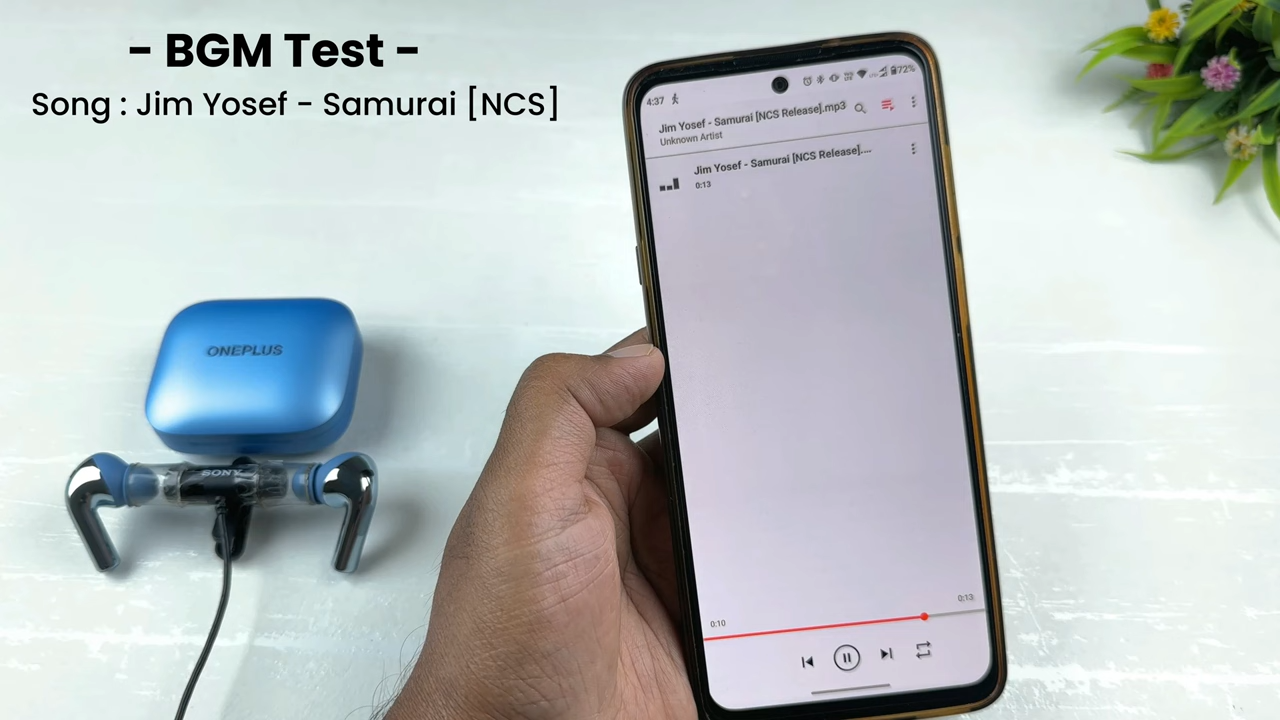 - BGM Test -
Song : Jim Yosef - Samurai [NCS]
4:37
72%
Jim Yosef - Samurai [NCS Release].mp3
Unknown Artist
Jim Yosef - Samurai [NCS Release]....
0:13
ONEPLUS
SONY
0:10
0:13